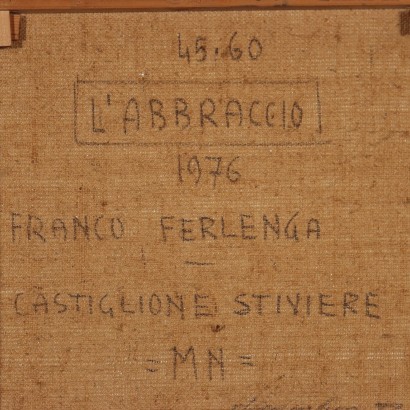 45.60
L'ABBRACCIO
1976
FRANCO FERLENGA
—
CASTIGLIONE STIVIERE
= MN =